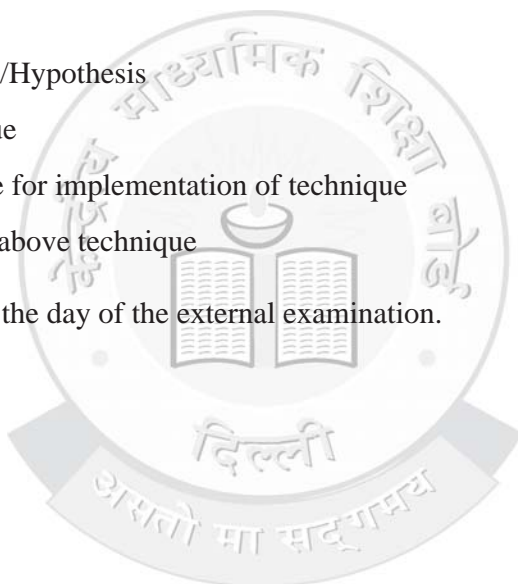 /Hypothesis
ue
e for implementation of technique
above technique
the day of the external examination.
केन्द्रीय माध्यमिक शिक्षा बोर्ड
दिल्ली
असतो मा सद्गमय